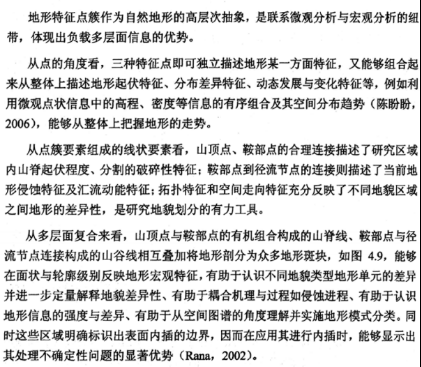 地形特征点簇作为自然地形的高层次抽象，是联系微观分析与宏观分析的纽
带，体现出负载多层面信息的优势。
从点的角度看，三种特征点即可独立描述地形某一方面特征，又能够组合起
来从整体上描述地形起伏特征、分布差异特征、动态发展与变化特征等，例如利
用微观点状信息中的高程、密度等信息的有序组合及其空间分布趋势（陈盼盼，
2006），能够从整体上把握地形的走势。
从点簇要素组成的线状要素看，山顶点、鞍部点的合理连接描述了研究区域
内山脊起伏程度、分割的破碎性特征；鞍部点到径流节点的连接则描述了当前地
形侵蚀特征及汇流动能特征；拓扑特征和空间走向特征充分反映了不同地貌区域
之间地形的差异性，是研究地貌划分的有力工具。
从多层面复合来看，山顶点与鞍部点的有机组合构成的山脊线、鞍部点与径
流节点连接构成的山谷线相互叠加将地形剖分为众多地形斑块，如图 4.9，能够
在面状与轮廓级别反映地形宏观特征，有助于认识不同地貌类型地形单元的差异
并进一步定量解释地貌差异性、有助于耦合机理与过程如侵蚀进程、有助于认识
地形信息的强度与差异、有助于从空间图谱的角度理解并实施地形模式分类。同
时这些区域明确标识出表面内插的边界，因而在应用其进行内插时，能够显示出
其处理不确定性问题的显著优势（Rana，2002）。